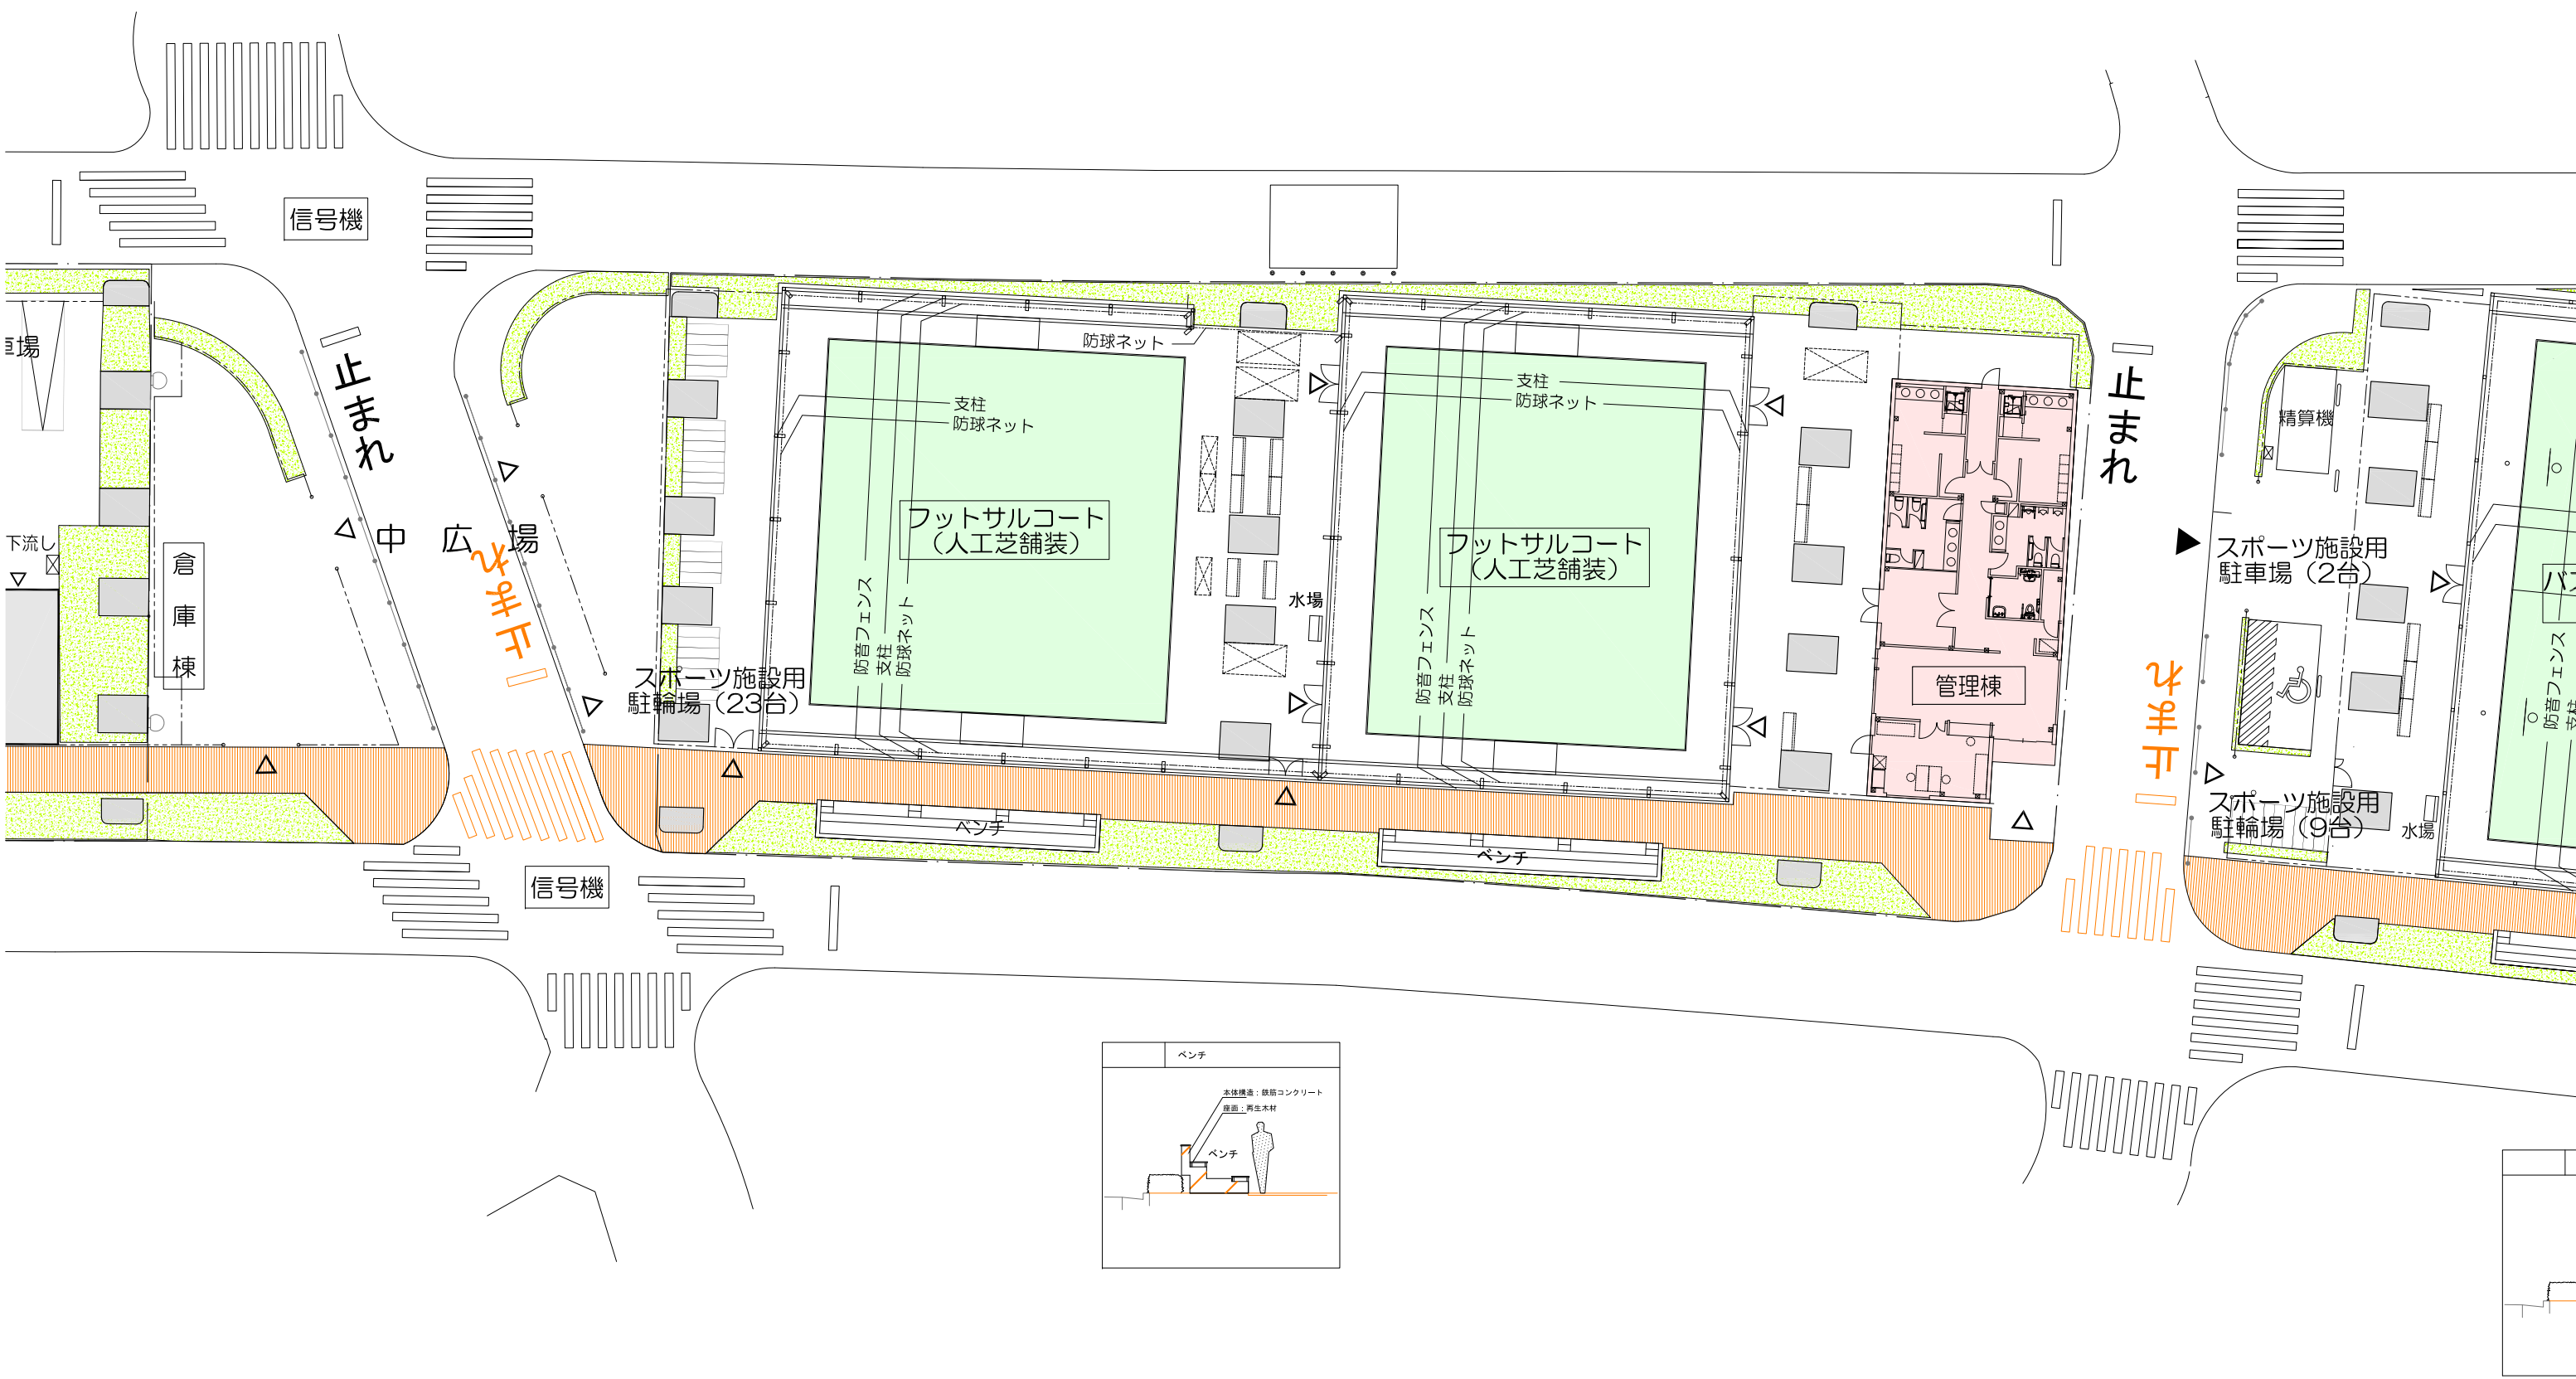 信号機
車場
止まれ
防球ネット
支柱
防球ネット
支柱
防球ネット
止まれ
精算機
下流し
中広場
止まれ
倉庫棟
フットサルコート
(人工芝舗装)
フットサルコート
(人工芝舗装)
水場
防音フェンス
支柱
防球ネット
防音フェンス
支柱
防球ネット
スポーツ施設用
駐車場(2台)
スポーツ施設用
駐輪場(23台)
管理棟
止まれ
防音フェンス
支柱
スポーツ施設用
駐輪場(9台)
水場
ベンチ
ベンチ
信号機
ベンチ
本体構造:鉄筋コンクリート
座面:再生木材
ベンチ